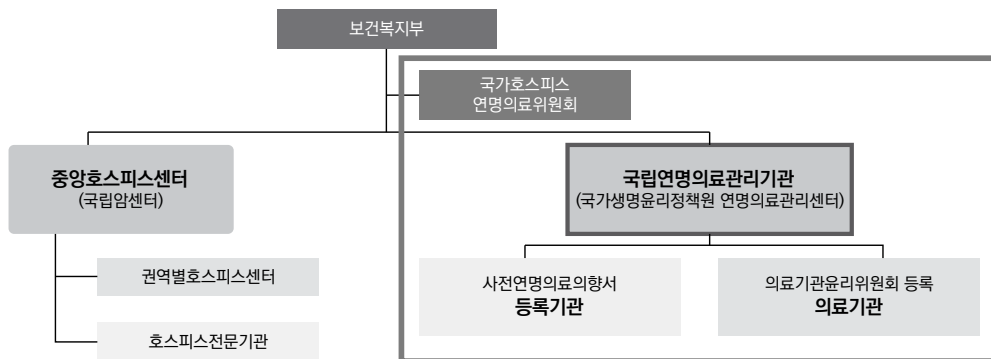 보건복지부
국가호스피스
연명의료위원회
중앙호스피스센터
(국립암센터)
국립연명의료관리기관
(국가생명윤리정책원 연명의료관리센터)
권역별호스피스센터
호스피스전문기관
사전연명의료의향서
등록기관
의료기관윤리위원회 등록
의료기관